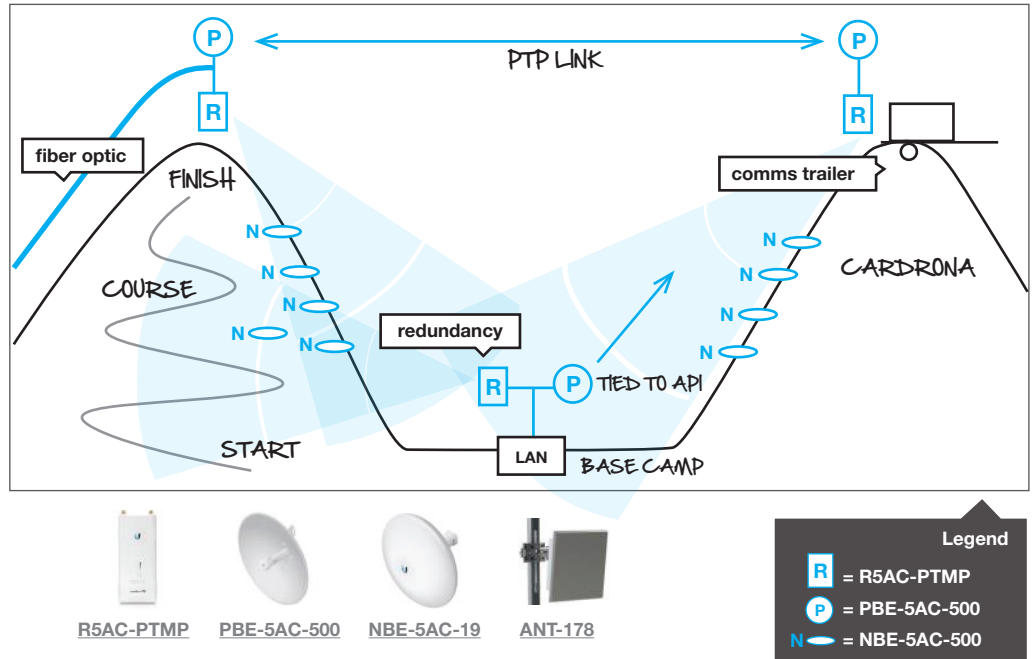 P
P
PTP LINK
R
R
fiber optic
comms trailer
FINISH
N
N
CARDRONA
N
N
COURSE
N
N
N
redundancy
N
N
R
P
TIED TO API
START
LAN
BASE CAMP
Legend
R = R5AC-PTMP
P = PBE-5AC-500
N = NBE-5AC-500
R5AC-PTMP
PBE-5AC-500
NBE-5AC-19
ANT-178